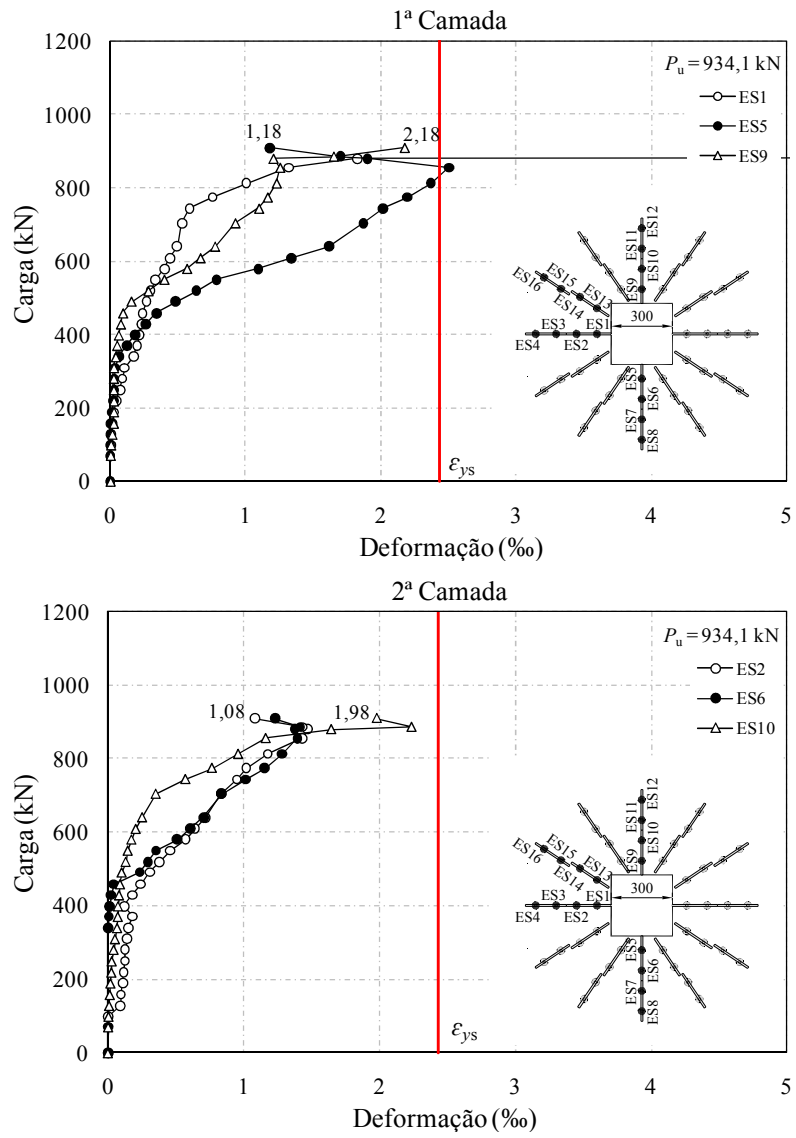 1ª Camada
1200
1000
800
600
400
200
0
Carga (kN)
P u = 934,1 kN
ES1
ES5
ES9
1,18
2,18
ε ys
300
ES12
ES11
ES10
ES9
ES16
ES15
ES14
ES13
ES4
ES3
ES2
ES1
ES5
ES6
ES7
ES8
0 1 2 3 4 5
Deformação (‰)
2ª Camada
1200
1000
800
600
400
200
0
Carga (kN)
P u = 934,1 kN
ES2
ES6
ES10
1,08
1,98
ε ys
300
ES12
ES11
ES10
ES9
ES16
ES15
ES14
ES13
ES4
ES3
ES2
ES1
ES5
ES6
ES7
ES8
0 1 2 3 4 5
Deformação (‰)